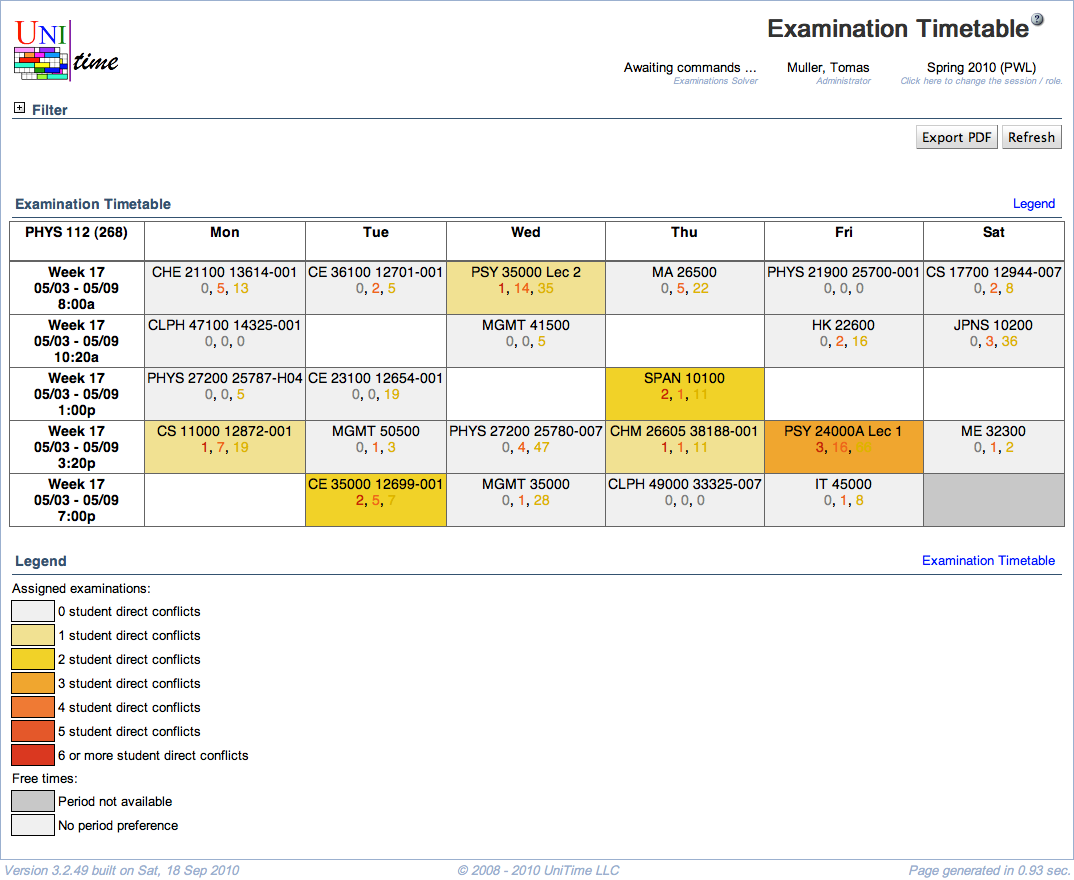 UNI
time
Examination Timetable
Awaiting commands ... Muller, Tomas Spring 2010 (PWL)
Examinations Solver Administrator Click here to change the session / role.
Filter
Export PDF Refresh
Examination Timetable Legend
PHYS 112 (268) Mon Tue Wed Thu Fri Sat
Week 17 CHE 21100 13614-001 CE 36100 12701-001 PSY 35000 Lec 2 MA 26500 PHYS 21900 25700-001 CS 17700 12944-007
05/03 - 05/09 0, 5, 13 0, 2, 5 1, 14, 35 0, 5, 22 0, 0, 0 0, 2, 8
8:00a
Week 17 CLPH 47100 14325-001 MGMT 41500 HK 22600 JPNS 10200
05/03 - 05/09 0, 0, 0 0, 0, 5 0, 2, 16 0, 3, 36
10:20a
Week 17 PHYS 27200 25787-H04 CE 23100 12654-001 SPAN 10100
05/03 - 05/09 0, 0, 5 0, 0, 19 2, 1, 11
1:00p
Week 17 CS 11000 12872-001 MGMT 50500 PHYS 27200 25780-007 CHM 26605 38188-001 PSY 24000A Lec 1 ME 32300
05/03 - 05/09 1, 7, 19 0, 1, 3 0, 4, 47 1, 1, 11 3, 16, 0, 1, 2
3:20p
Week 17 CE 35000 12699-001 MGMT 35000 CLPH 49000 33325-007 IT 45000
05/03 - 05/09 2, 5, 7 0, 1, 28 0, 0, 0 0, 1, 8
7:00p
Legend Examination Timetable
Assigned examinations:
0 student direct conflicts
1 student direct conflicts
2 student direct conflicts
3 student direct conflicts
4 student direct conflicts
5 student direct conflicts
6 or more student direct conflicts
Free times:
Period not available
No period preference
Version 3.2.49 built on Sat, 18 Sep 2010 © 2008 - 2010 UniTime LLC Page generated in 0.93 sec.